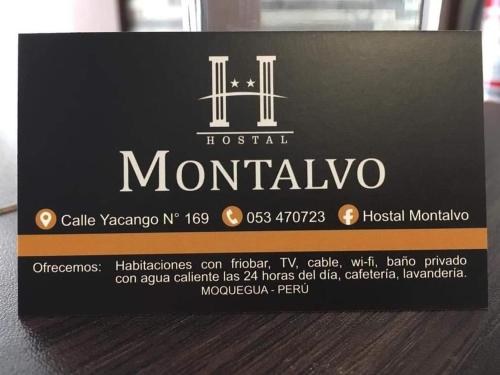 H
HOSTAL
MONTALVO
Calle Yacango N° 169 053 470723 Hostal Montalvo
Ofrecemos: Habitaciones con friobar, TV, cable, wi-fi, baño privado
con agua caliente las 24 horas del día, cafetería, lavandería.
MOQUEGUA - PERÚ